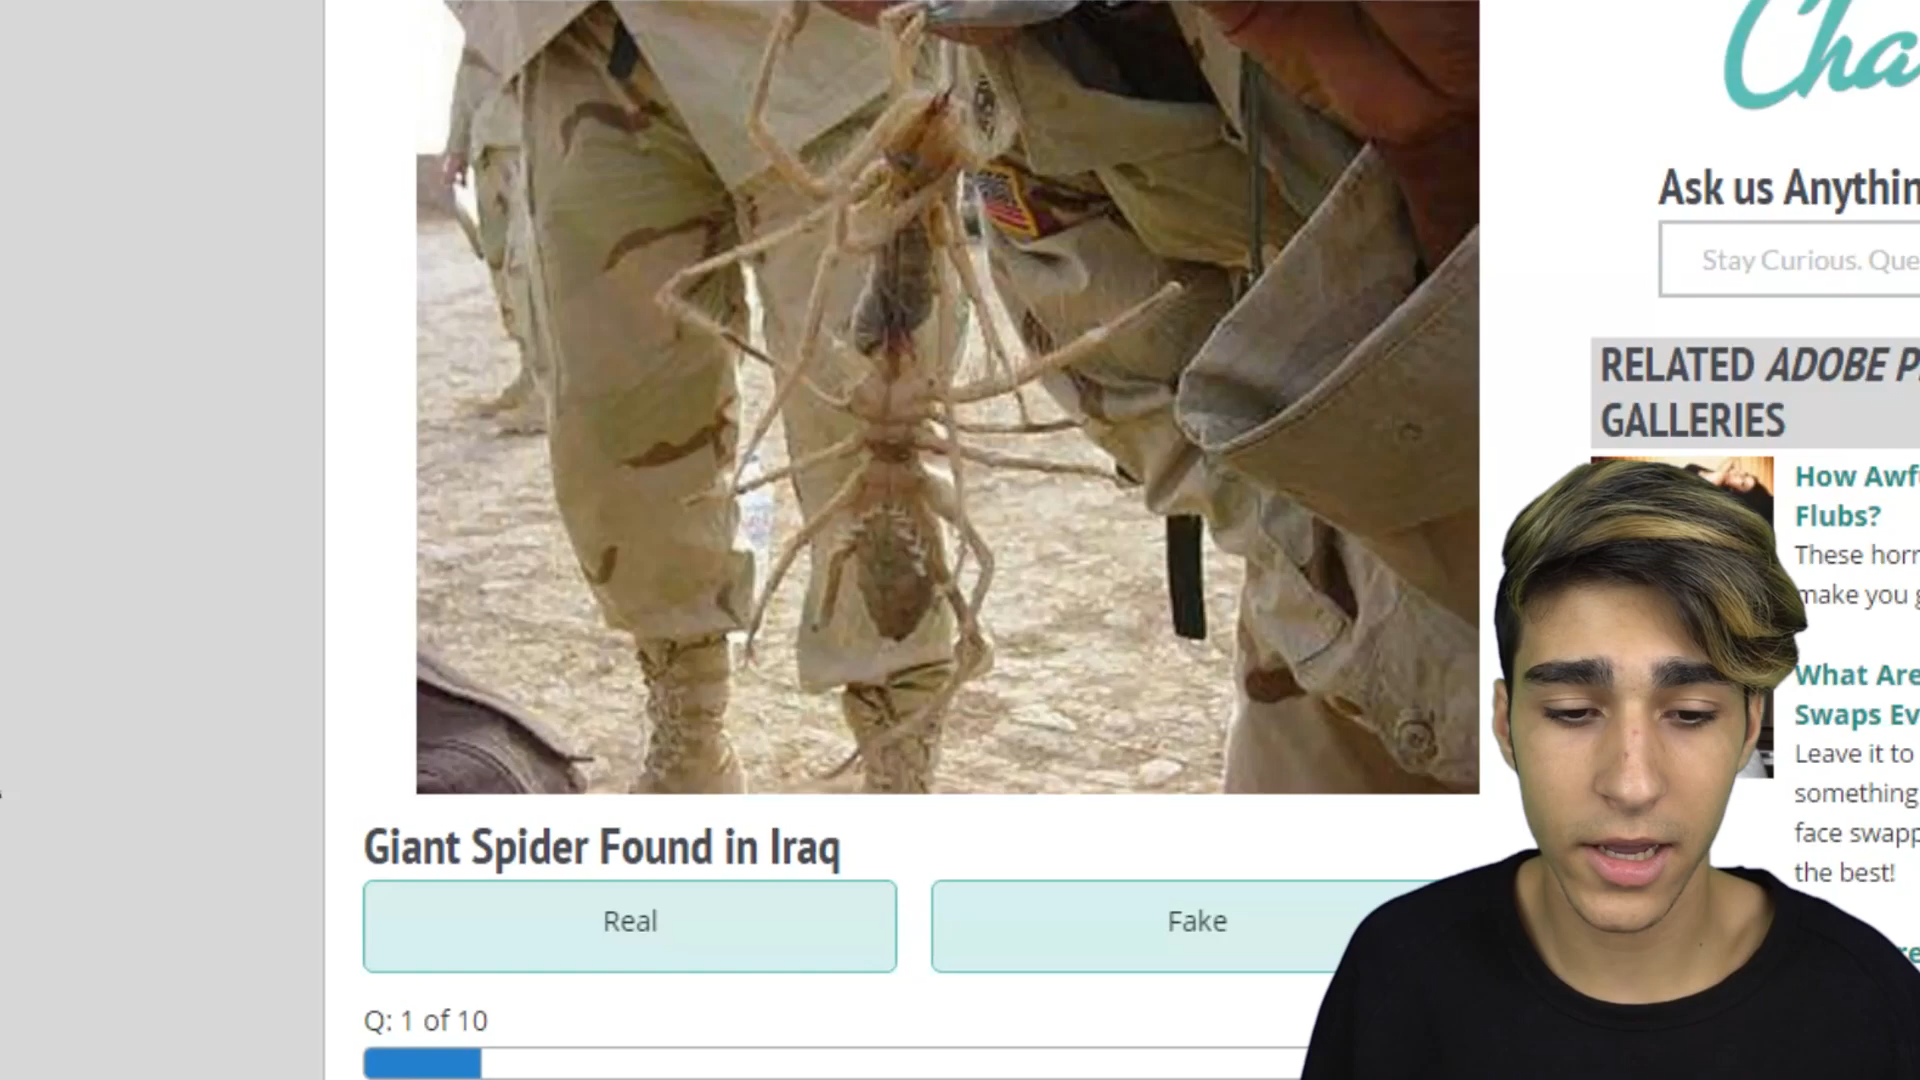 Cha
Ask us Anythin
Stay Curious. Que
RELATED ADOBE P
GALLERIES
How Awf
Flubs?
These horr
make you g
What Are
Swaps Ev
Leave it to
something
face swapp
the best!
Giant Spider Found in Iraq
Real
Fake
Q: 1 of 10